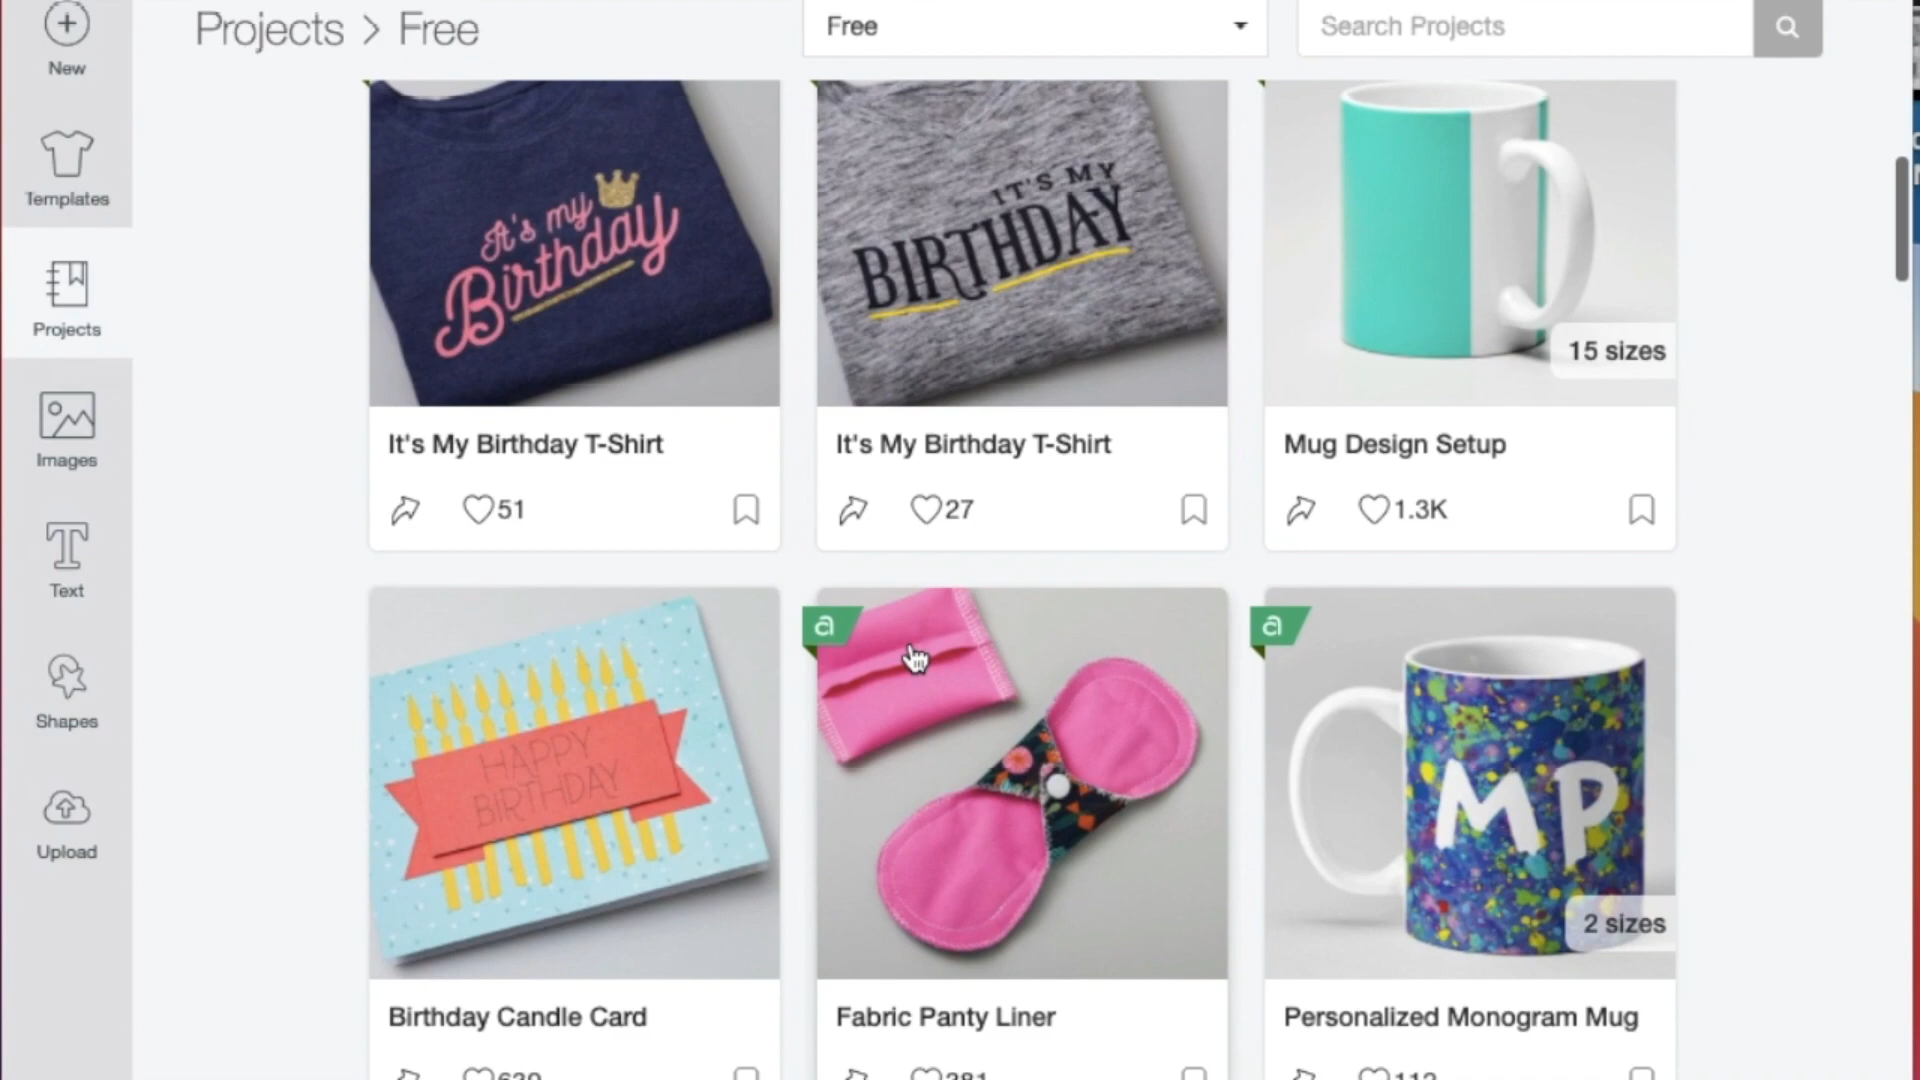 New
Projects > Free
Free
Search Projects
Templates
Projects
Images
Text
Shapes
Upload
It's my
Birthday
IT'S MY
BIRTHDAY
15 sizes
It's My Birthday T-Shirt
It's My Birthday T-Shirt
Mug Design Setup
51
27
1.3K
HAPPY
BIRTHDAY
a
a
MP
2 sizes
Birthday Candle Card
Fabric Panty Liner
Personalized Monogram Mug